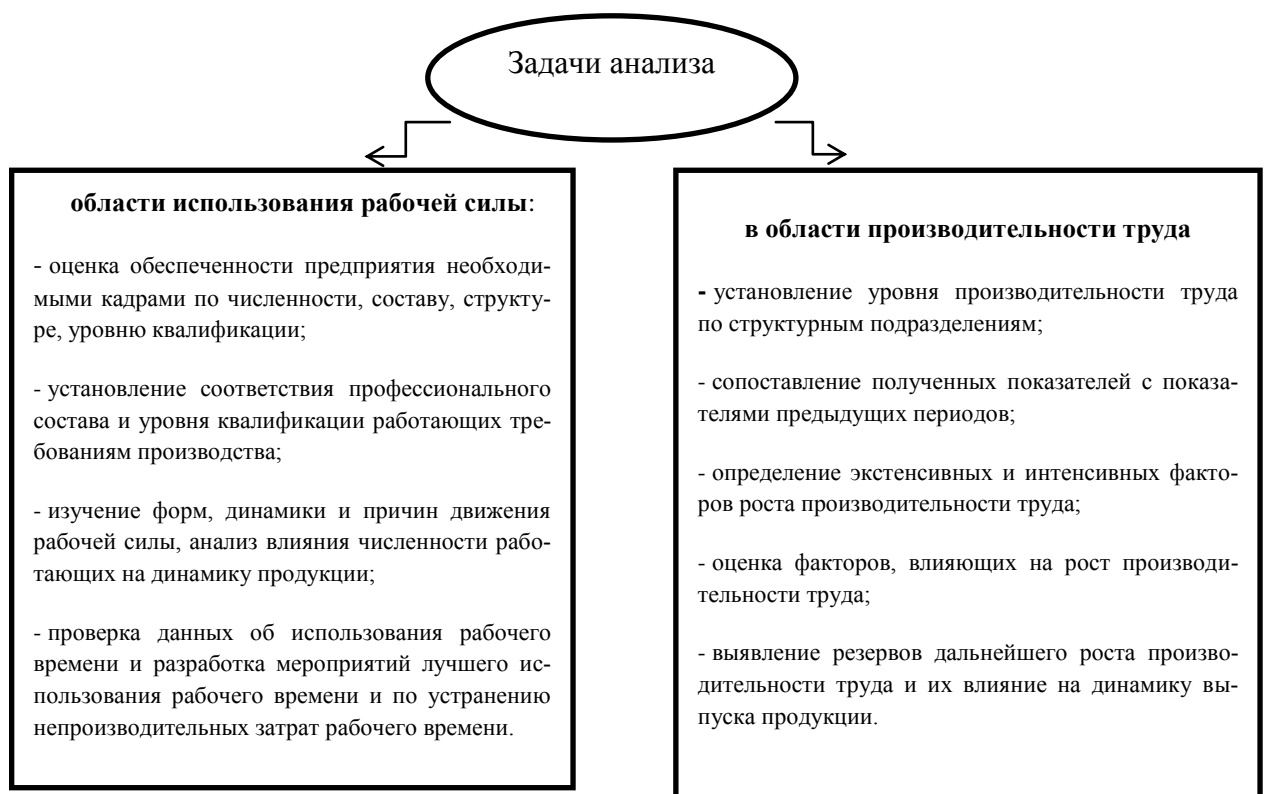 Задачи анализа
области использования рабочей силы:
- оценка обеспеченности предприятия необходи-
мыми кадрами по численности, составу, структу-
ре, уровню квалификации;
- установление соответствия профессионального
состава и уровня квалификации работающих тре-
бованиям производства;
- изучение форм, динамики и причин движения
рабочей силы, анализ влияния численности рабо-
тающих на динамику продукции;
- проверка данных об использования рабочего
времени и разработка мероприятий лучшего ис-
пользования рабочего времени и по устранению
непроизводительных затрат рабочего времени.
в области производительности труда
- установление уровня производительности труда
по структурным подразделениям;
- сопоставление полученных показателей с показа-
телями предыдущих периодов;
- определение экстенсивных и интенсивных факто-
ров роста производительности труда;
- оценка факторов, влияющих на рост производи-
тельности труда;
- выявление резервов дальнейшего роста произво-
дительности труда и их влияние на динамику вы-
пуска продукции.